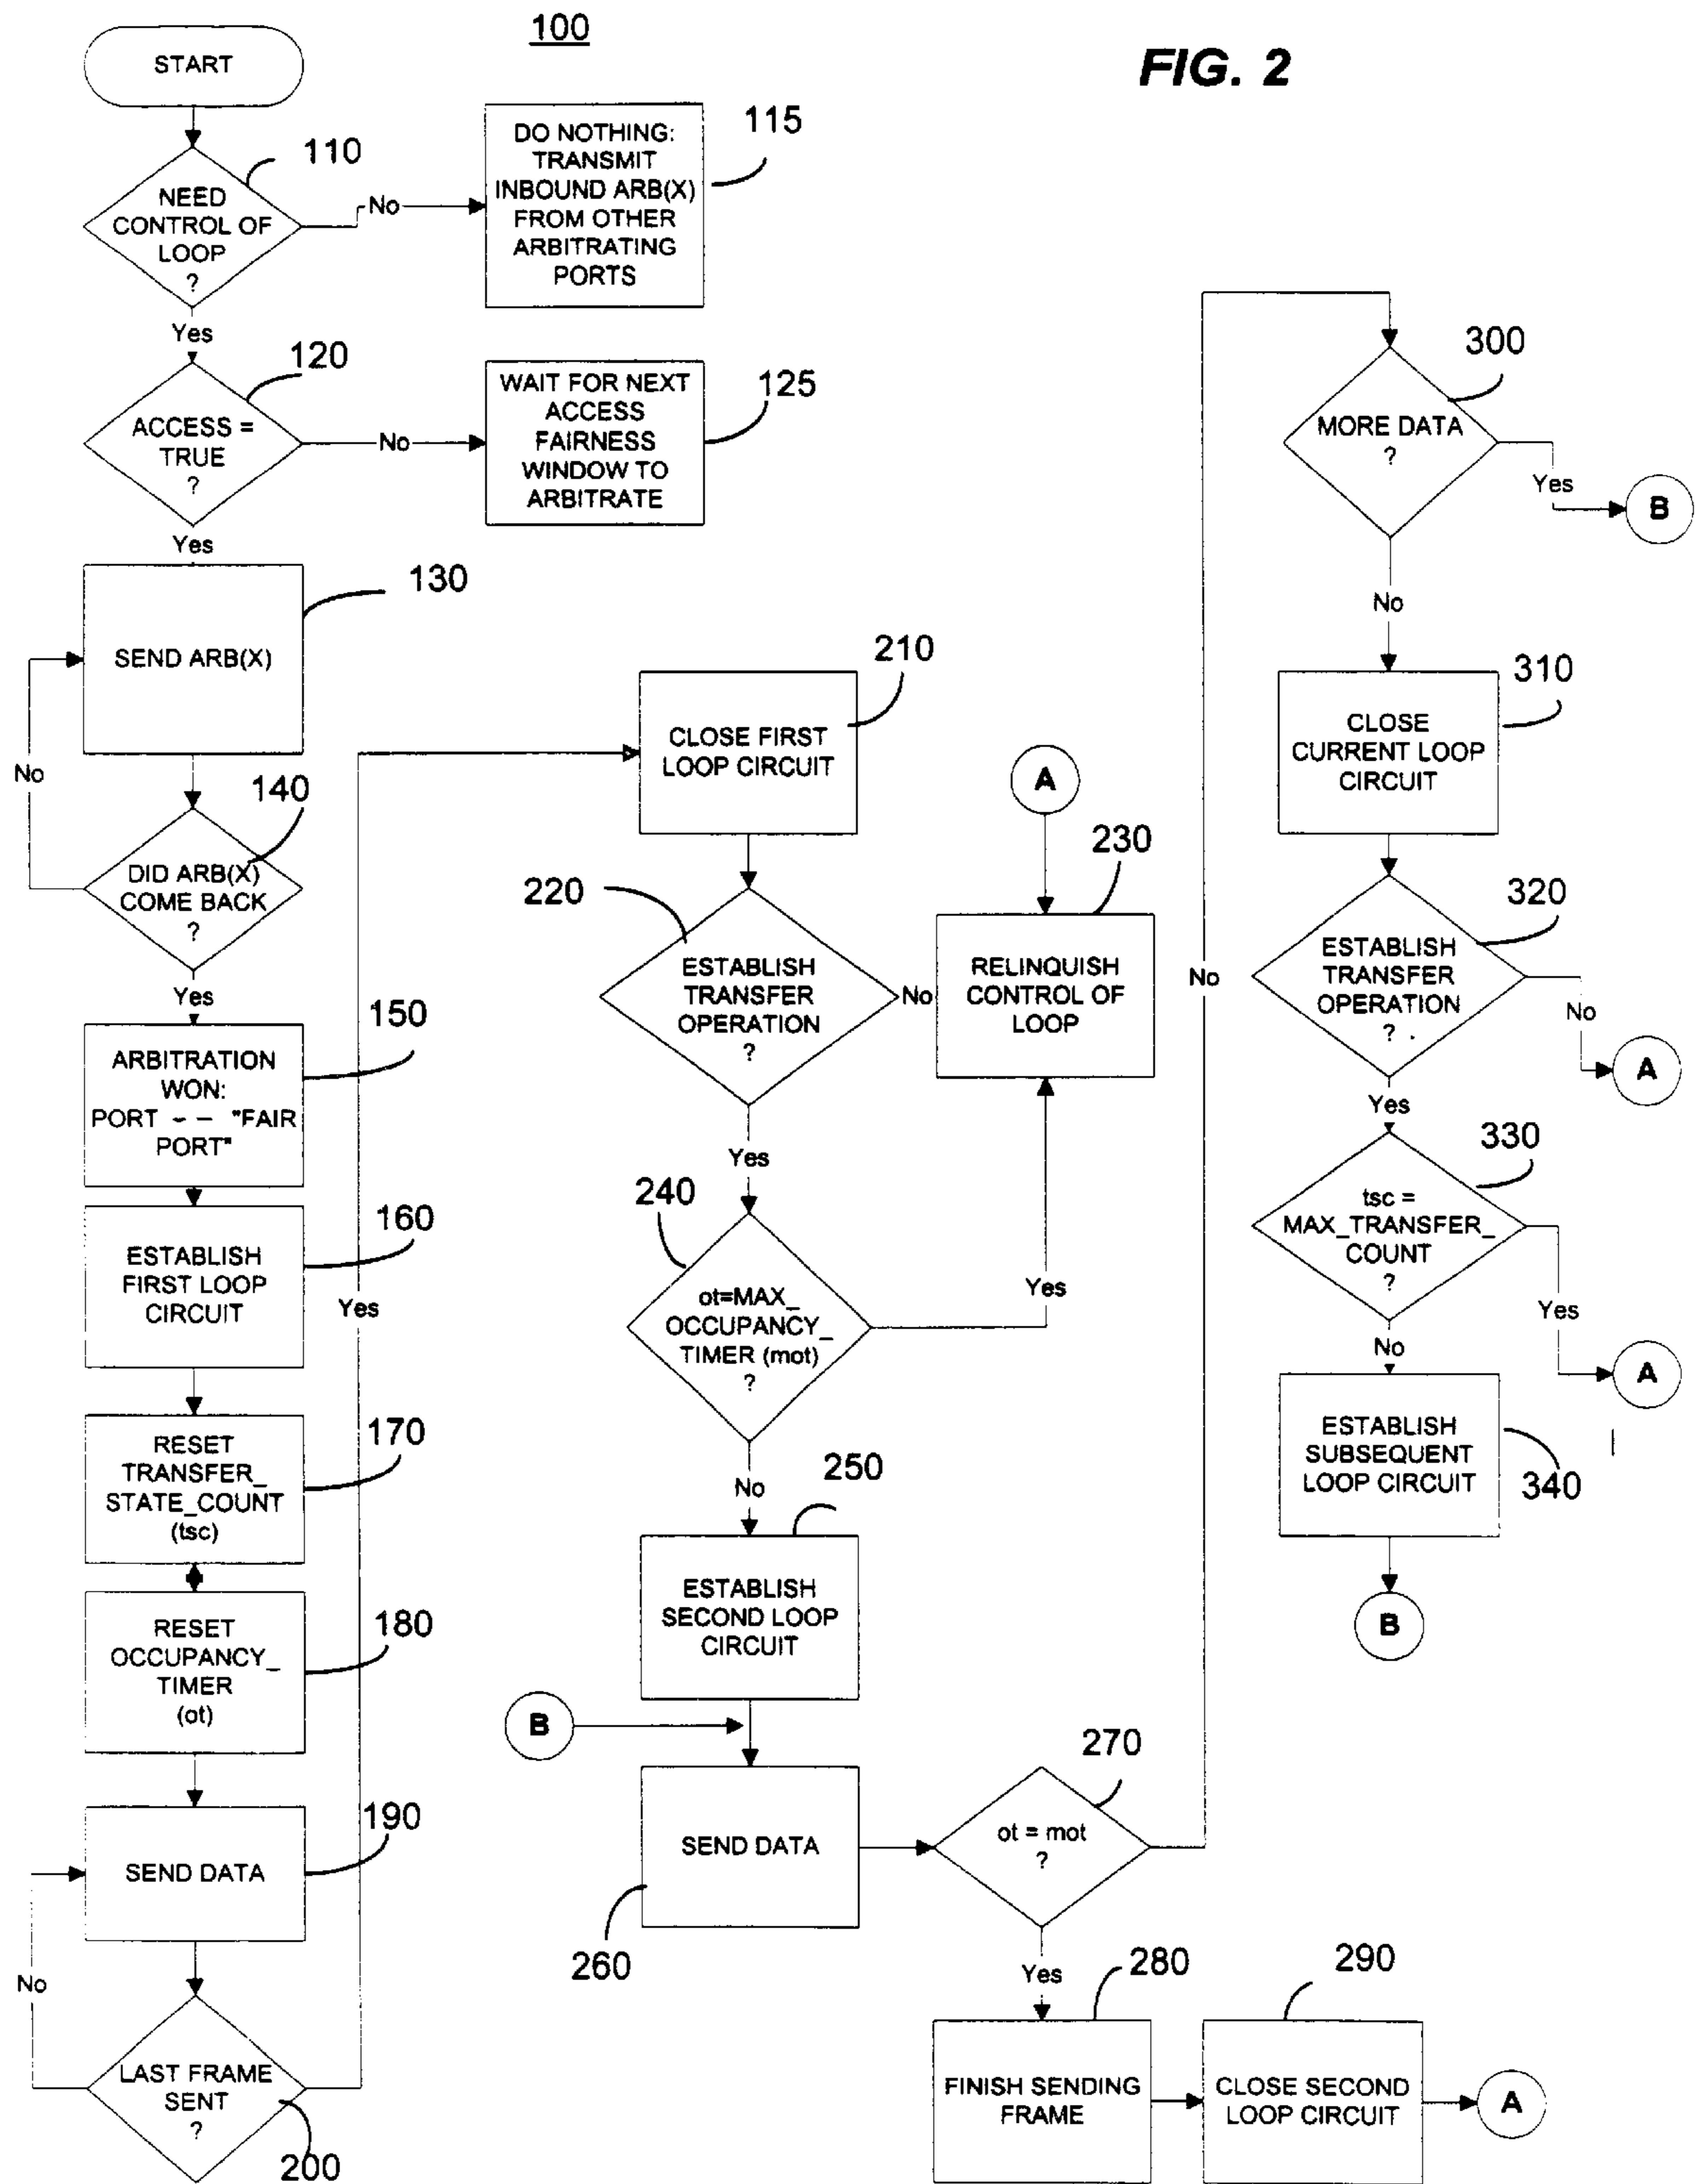 100
FIG. 2
START
110
NEED
CONTROL OF
LOOP
?
No
115
DO NOTHING:
TRANSMIT
INBOUND ARB(X)
FROM OTHER
ARBITRATING
PORTS
Yes
120
ACCESS =
TRUE
?
No
125
WAIT FOR NEXT
ACCESS
FAIRNESS
WINDOW TO
ARBITRATE
Yes
130
SEND ARB(X)
No
140
DID ARB(X)
COME BACK
?
Yes
150
ARBITRATION
WON:
PORT - - "FAIR
PORT"
160
ESTABLISH
FIRST LOOP
CIRCUIT
170
RESET
TRANSFER_
STATE_COUNT
(tsc)
180
RESET
OCCUPANCY_
TIMER
(ot)
190
SEND DATA
No
LAST FRAME
SENT
?
200
Yes
210
CLOSE FIRST
LOOP CIRCUIT
220
ESTABLISH
TRANSFER
OPERATION
?
No
A
230
RELINQUISH
CONTROL OF
LOOP
Yes
240
ot=MAX_
OCCUPANCY_
TIMER (mot)
?
Yes
No
250
ESTABLISH
SECOND LOOP
CIRCUIT
B
SEND DATA
260
270
ot = mot
?
No
Yes
280
FINISH SENDING
FRAME
290
CLOSE SECOND
LOOP CIRCUIT
A
300
MORE DATA
?
Yes
B
No
310
CLOSE
CURRENT LOOP
CIRCUIT
320
ESTABLISH
TRANSFER
OPERATION
?
No
A
Yes
330
tsc =
MAX_TRANSFER_
COUNT
?
Yes
A
No
ESTABLISH
SUBSEQUENT
LOOP CIRCUIT
340
B